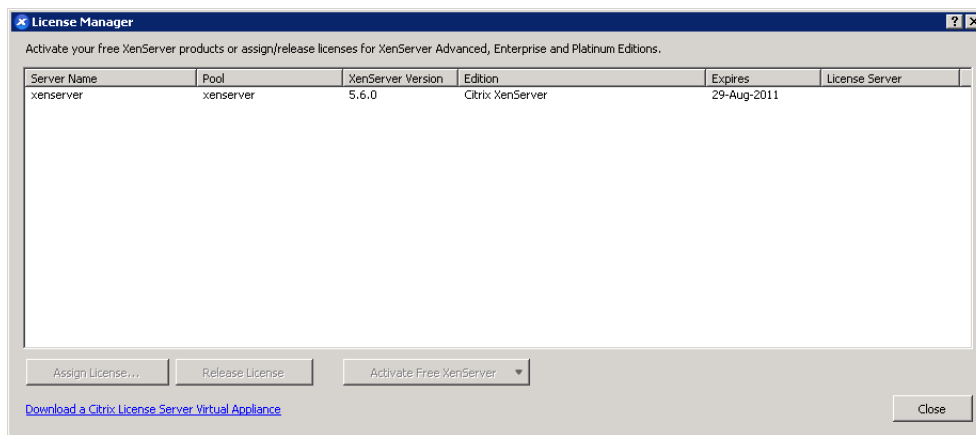 License Manager
Activate your free XenServer products or assign/release licenses for XenServer Advanced, Enterprise and Platinum Editions.
Server Name Pool XenServer Version Edition Expires License Server
xenserver xenserver 5.6.0 Citrix XenServer 29-Aug-2011
Assign License... Release License Activate Free XenServer
Download a Citrix License Server Virtual Appliance Close